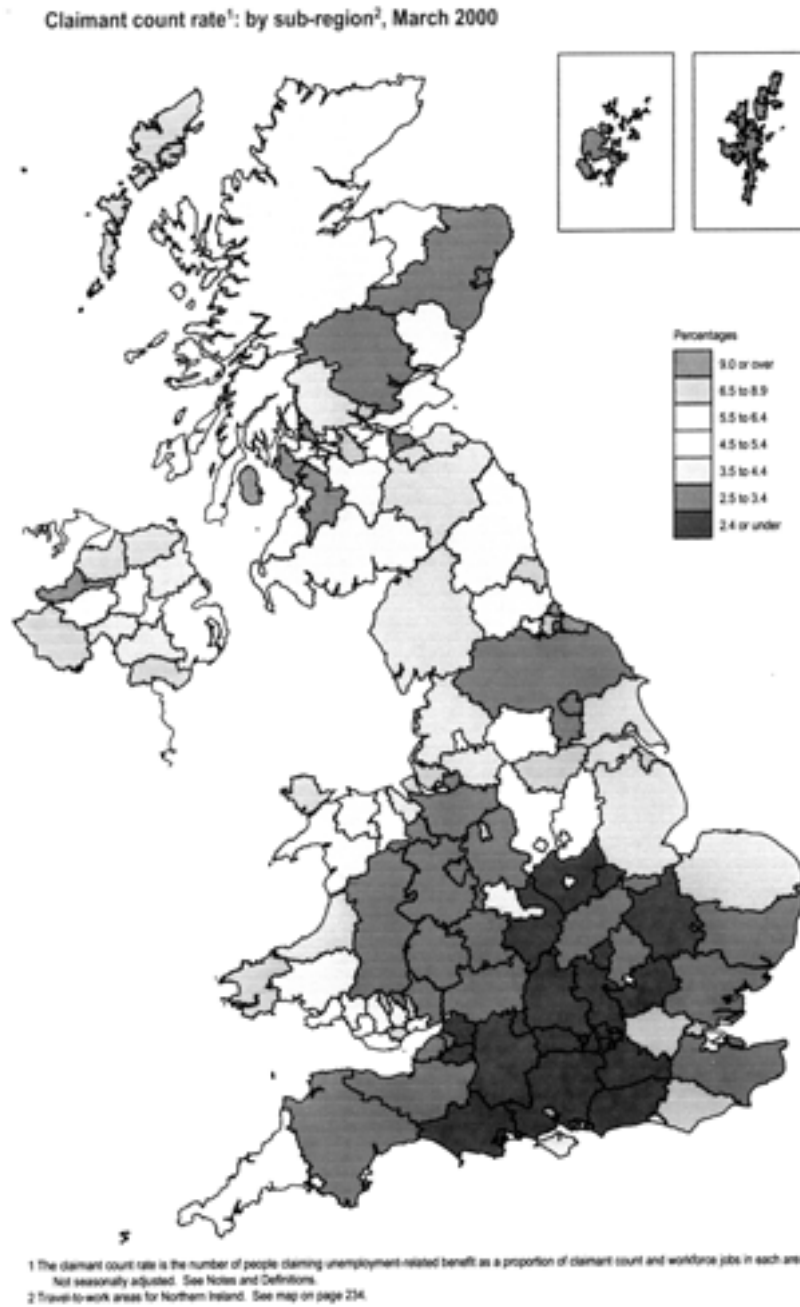 Claimant count rate¹: by sub-region², March 2000
Percentages
9.0 or over
6.5 to 8.9
5.5 to 6.4
4.5 to 5.4
3.5 to 4.4
2.5 to 3.4
2.4 or under
1 The claimant count rate is the number of people claiming unemployment-related benefit as a proportion of claimant count and workforce jobs in each
Not seasonally adjusted. See Notes and Definitions.
2 Travel-to-work areas for Northern Ireland. See map on page 234.